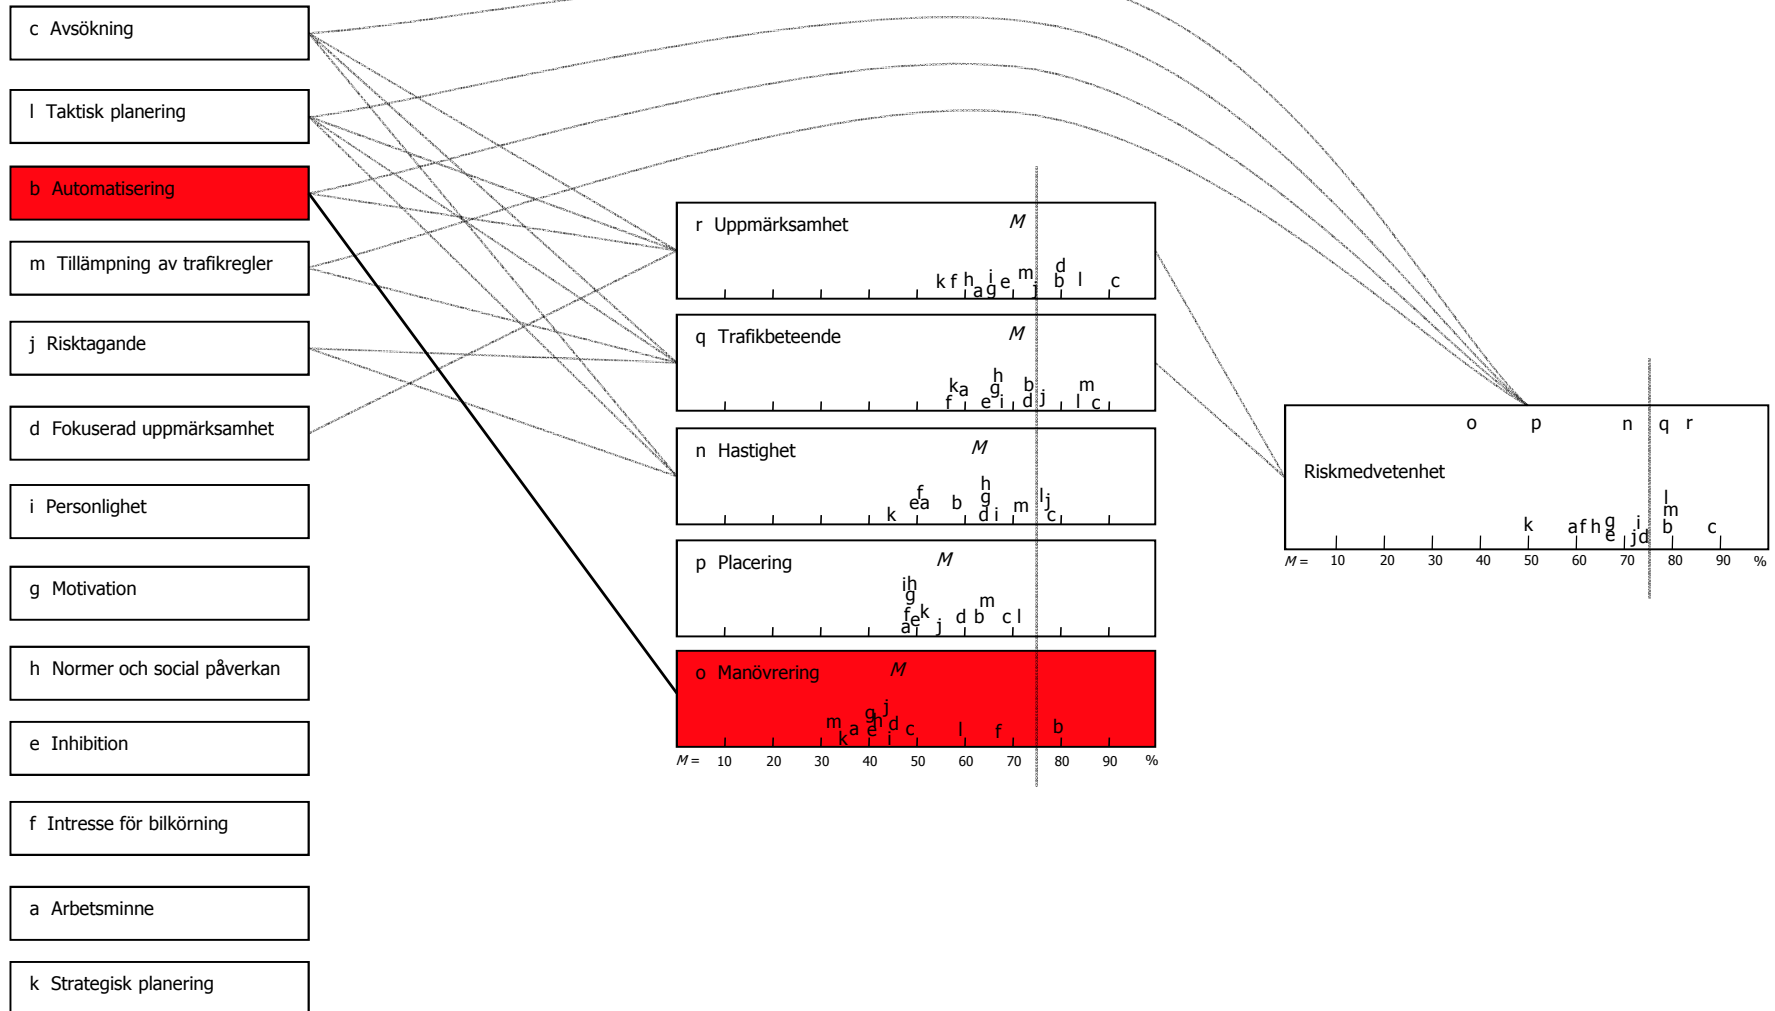 c Avsökning
l Taktisk planering
b Automatisering
m Tillämpning av trafikregler
j Risktagande
d Fokuserad uppmärksamhet
i Personlighet
g Motivation
h Normer och social påverkan
e Inhibition
f Intresse för bilkörning
a Arbetsminne
k Strategisk planering
r Uppmärksamhet M
k f h a i g e m j d b l c
q Trafikbeteende M
k f a e h g i b d j m l c
n Hastighet M
k f e a b h g d i m l j c
p Placering M
i h g f a e k j d b m c l
o Manövrering M
m k a g e h j i d c l f b
M = 10 20 30 40 50 60 70 80 90 %
o p n q r
Riskmedvetenhet
k a f h g e i j d l m b c
M = 10 20 30 40 50 60 70 80 90 %